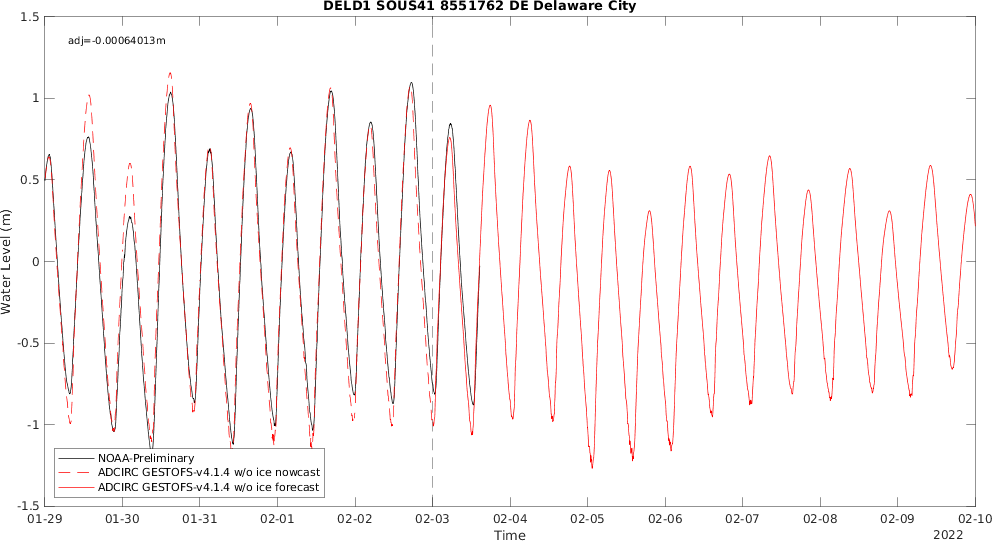 DELD1 SOUS41 8551762 DE Delaware City
adj=-0.00064013m
Water Level (m)
1.5
1
0.5
0
-0.5
-1
-1.5
NOAA-Preliminary
ADCIRC GESTOFS-v4.1.4 w/o ice nowcast
ADCIRC GESTOFS-v4.1.4 w/o ice forecast
01-29 01-30 01-31 02-01 02-02 02-03 02-04 02-05 02-06 02-07 02-08 02-09 02-10
Time
2022